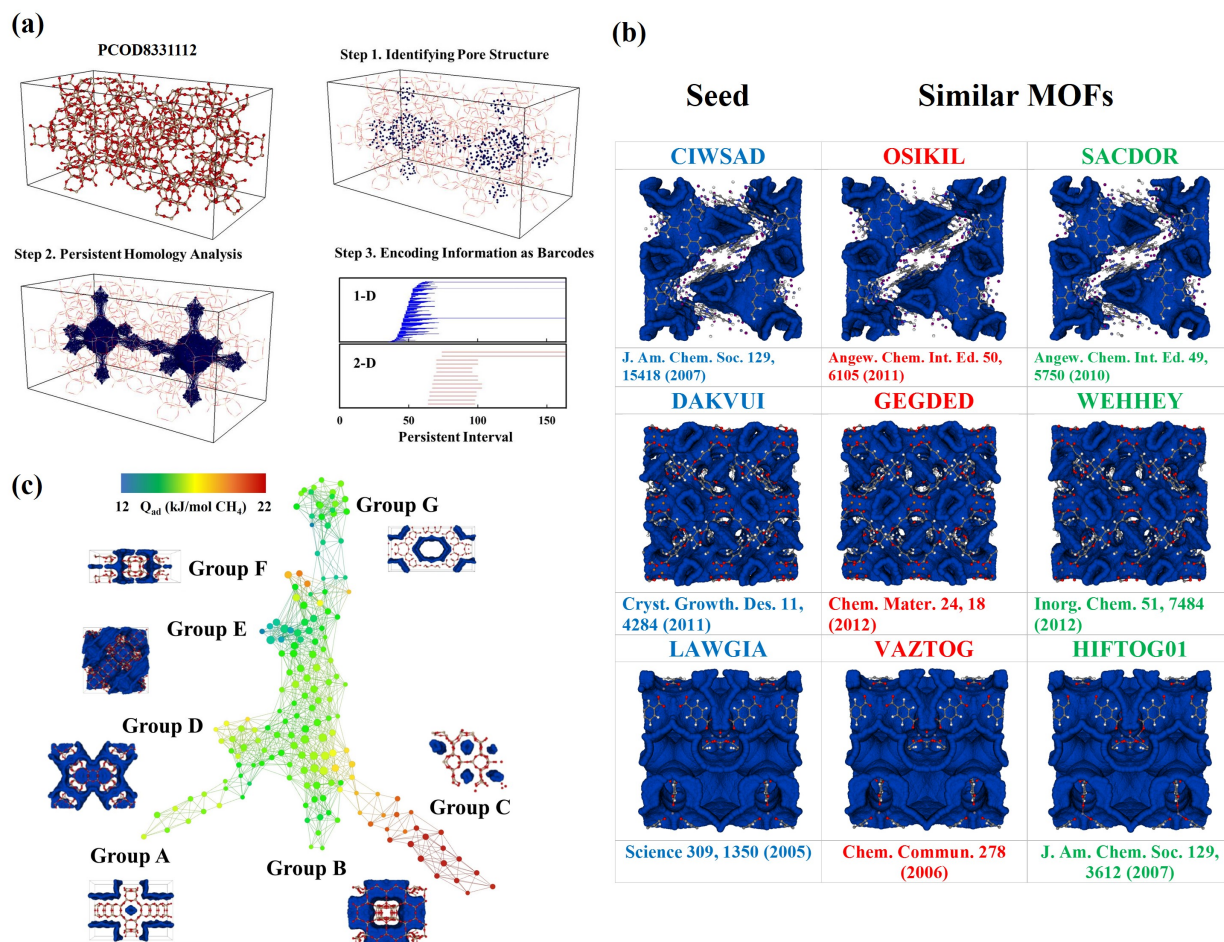 (a)
PCOD8331112
Step 1. Identifying Pore Structure
Step 2. Persistent Homology Analysis
Step 3. Encoding Information as Barcodes
1-D
2-D
0
50
100
150
Persistent Interval
(b)
Seed
Similar MOFs
CIWSAD
OSIKIL
SACDOR
J. Am. Chem. Soc. 129,
15418 (2007)
Angew. Chem. Int. Ed. 50,
6105 (2011)
Angew. Chem. Int. Ed. 49,
5750 (2010)
DAKVUI
GEGDED
WEHHEY
Cryst. Growth. Des. 11,
4284 (2011)
Chem. Mater. 24, 18
(2012)
Inorg. Chem. 51, 7484
(2012)
LAWGIA
VAZTOG
HIFTOG01
Science 309, 1350 (2005)
Chem. Commun. 278
(2006)
J. Am. Chem. Soc. 129,
3612 (2007)
(c)
12 Qad (kJ/mol CH4) 22
Group G
Group F
Group E
Group D
Group C
Group A
Group B